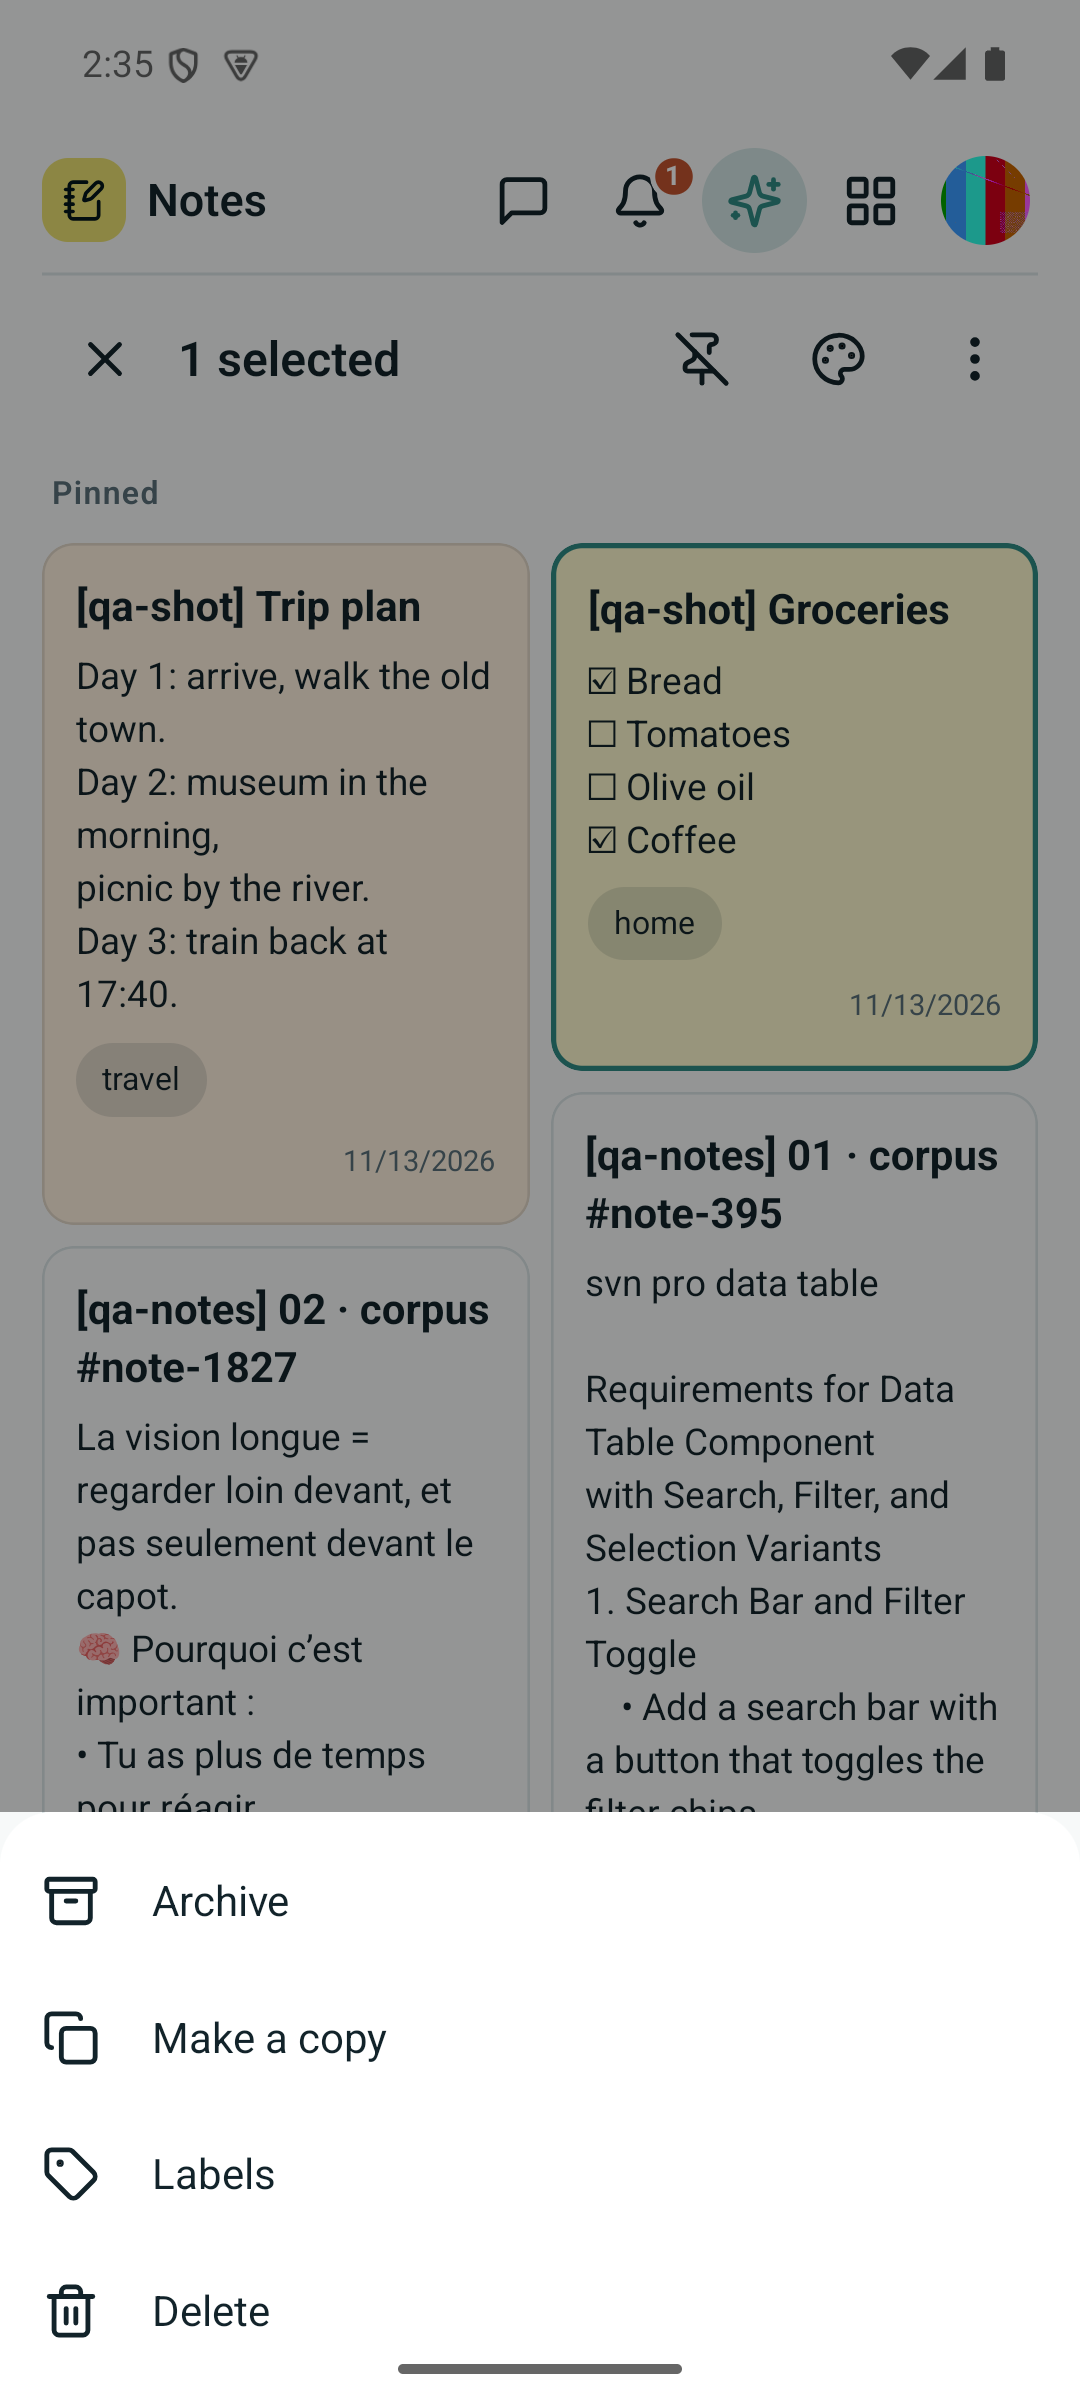 2:35
Notes
1
1 selected
Pinned
[qa-shot] Trip plan
Day 1: arrive, walk the old
town.
Day 2: museum in the
morning,
picnic by the river.
Day 3: train back at
17:40.
travel
11/13/2026
[qa-shot] Groceries
☑ Bread
☐ Tomatoes
☐ Olive oil
☑ Coffee
home
11/13/2026
[qa-notes] 02 · corpus
#note-1827
La vision longue =
regarder loin devant, et
pas seulement devant le
capot.
🧠 Pourquoi c’est
important :
• Tu as plus de temps
pour réagir
[qa-notes] 01 · corpus
#note-395
svn pro data table
Requirements for Data
Table Component
with Search, Filter, and
Selection Variants
1. Search Bar and Filter
Toggle
• Add a search bar with
a button that toggles the
filter chips
Archive
Make a copy
Labels
Delete